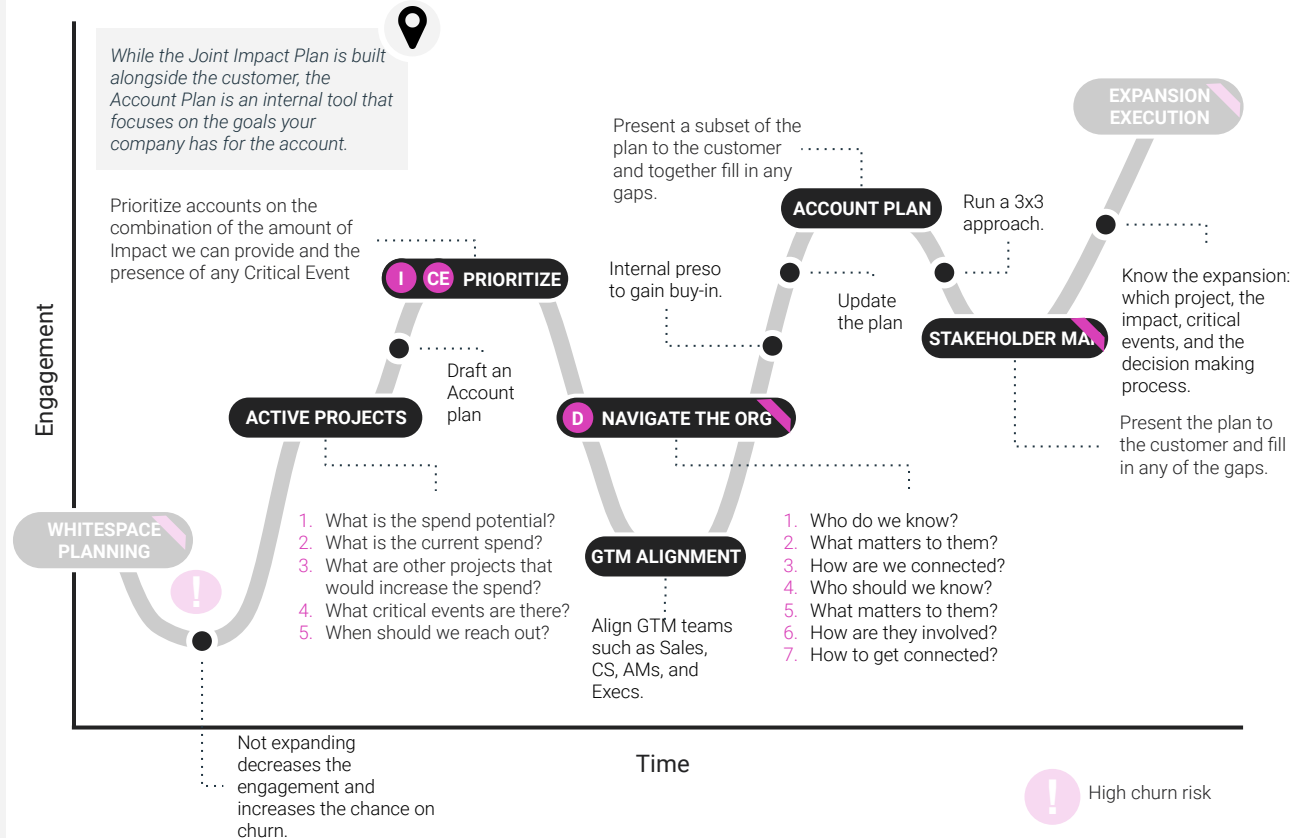 While the Joint Impact Plan is built
alongside the customer, the
Account Plan is an internal tool that
focuses on the goals your
company has for the account.
EXPANSION
EXECUTION
Present a subset of the
plan to the customer
and together fill in any
gaps.
Prioritize accounts on the
combination of the amount of
Impact we can provide and the
presence of any Critical Event
ACCOUNT PLAN
Run a 3x3
approach.
I CE PRIORITIZE
Internal preso
to gain buy-in.
Update
the plan
Know the expansion:
which project, the
impact, critical
events, and the
decision making
process.
STAKEHOLDER MA
Engagement
Draft an
Account
plan
ACTIVE PROJECTS
D NAVIGATE THE ORG
Present the plan to
the customer and fill
in any of the gaps.
WHITESPACE
PLANNING
!
1. What is the spend potential?
2. What is the current spend?
3. What are other projects that
would increase the spend?
4. What critical events are there?
5. When should we reach out?
GTM ALIGNMENT
Align GTM teams
such as Sales,
CS, AMs, and
Execs.
1. Who do we know?
2. What matters to them?
3. How are we connected?
4. Who should we know?
5. What matters to them?
6. How are they involved?
7. How to get connected?
Not expanding
decreases the
engagement and
increases the chance on
churn.
Time
! High churn risk